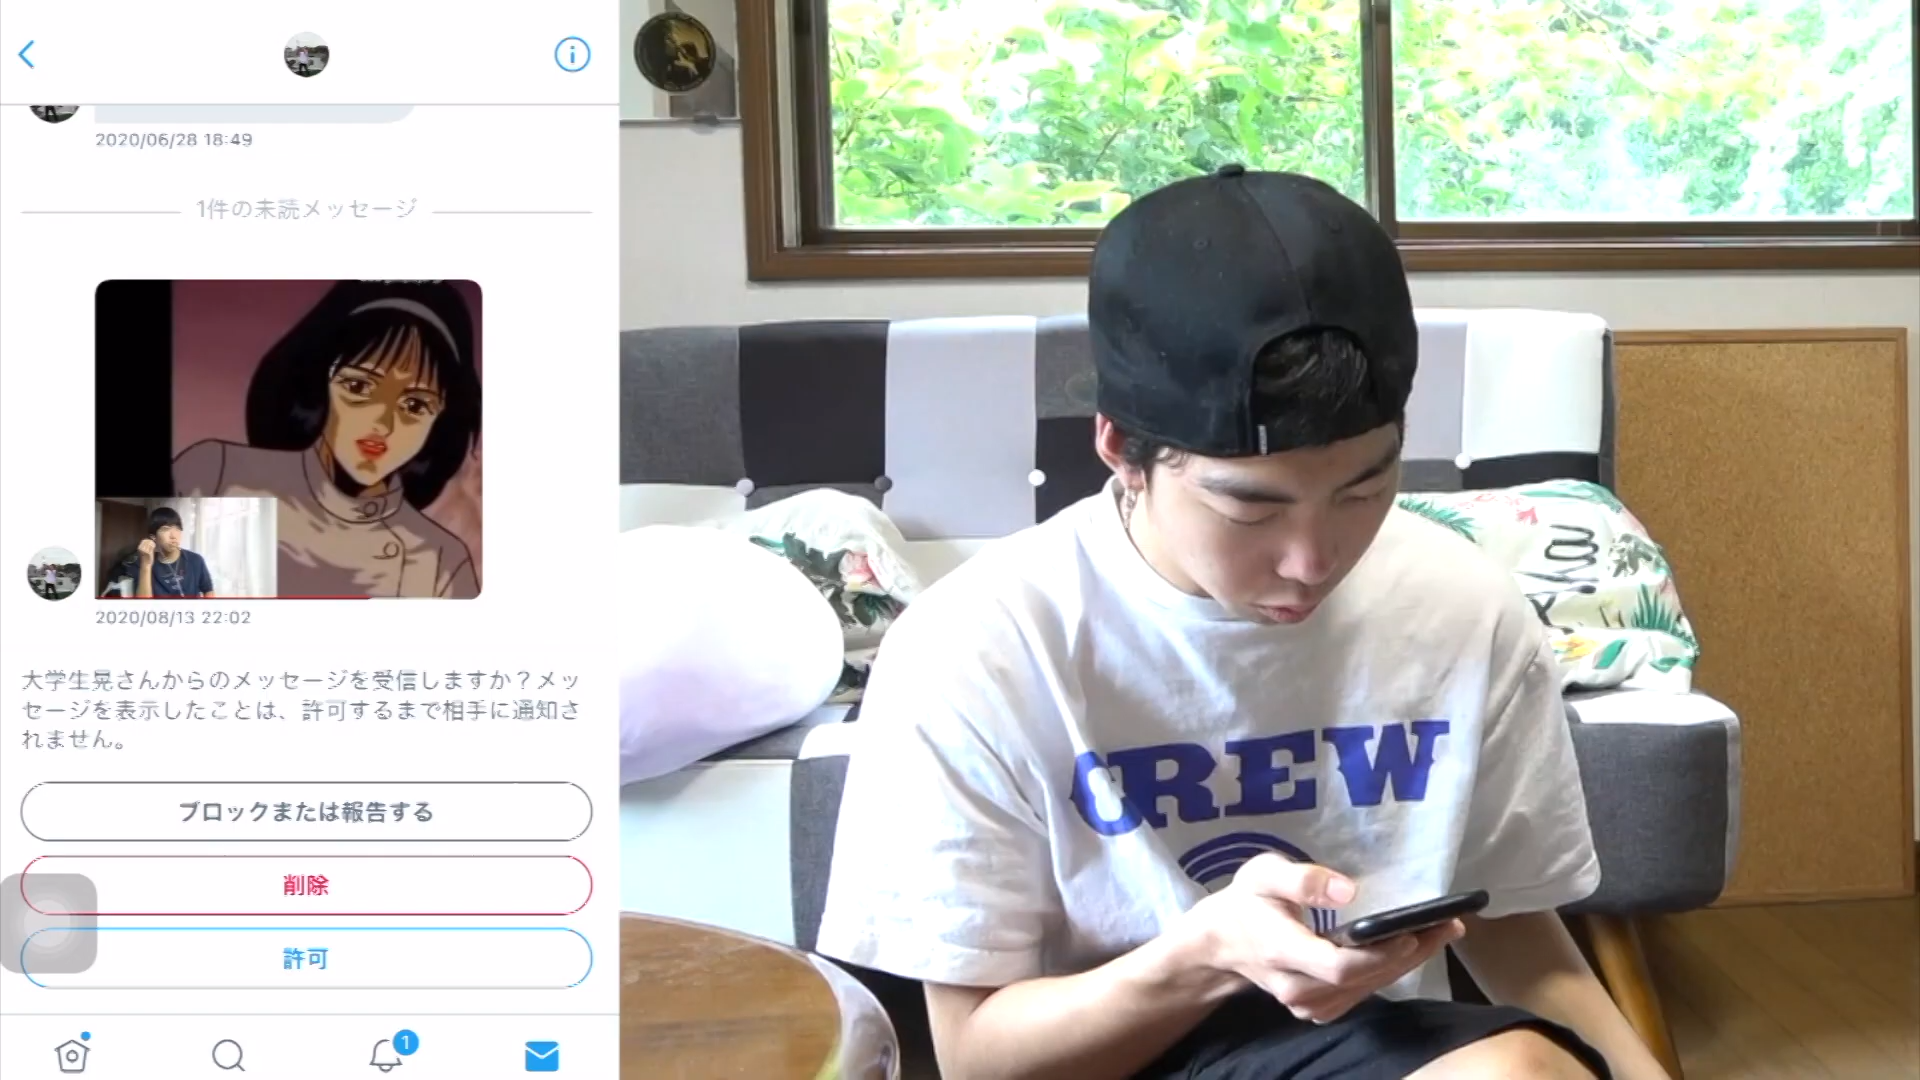 2020/06/28 18:49
1件の未読メッセージ
2020/08/13 22:02
大学生晃さんからのメッセージを受信しますか？メッ
セージを表示したことは、許可するまで相手に通知さ
れません。
ブロックまたは報告する
削除
許可
1
CREW